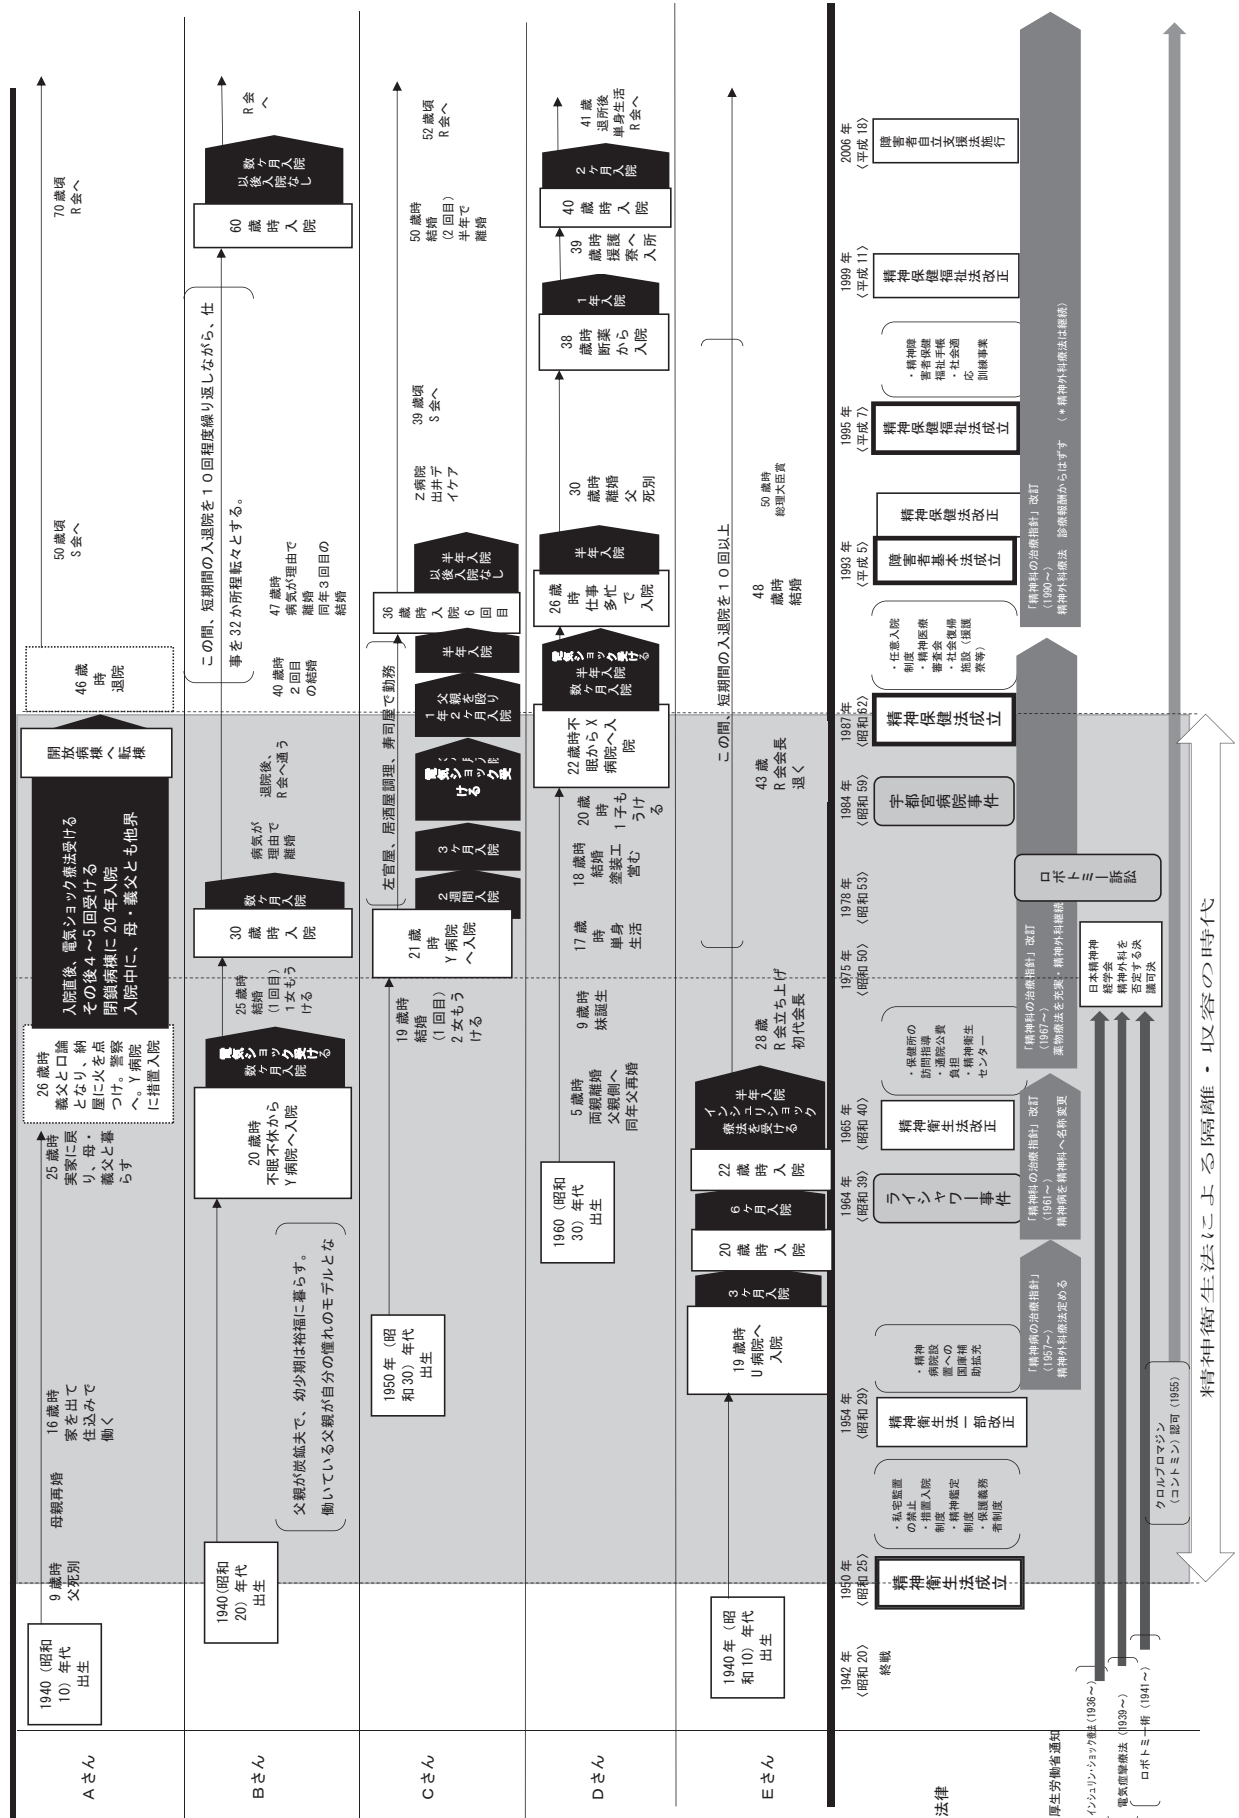 Aさん
1940（昭和
10）年代
出生
9歳時
父死別
母親再婚
16歳時
家を出て
住込みで
働く
25歳時
実家に戻
り、母・
義父と暮
らす
26歳時
義父と口論
となり、納
屋に火を点
つけ。警察
へ。Y病院
に措置入院
入院直後、電気ショック療法受ける
その後4～5回受ける
閉鎖病棟に20年入院
入院中に、母・義父とも他界
開放
病棟
へ転
棟
46歳
時
退院
50歳頃
S会へ
70歳頃
R会へ
Bさん
1940(昭和
20）年代
出生
父親が炭鉱夫で、幼少期は裕福に暮らす。
働いている父親が自分の憧れのモデルとな
20歳時
不眠不休から
Y病院へ入院
電気ショック受ける
数ヶ月入院
25歳時
結婚
(1回目)
1女もう
ける
30
歳時
入院
数ヶ月
入院
病気が
理由で
離婚
退院後、
R会へ通う
40歳時
2回目
の結婚
47歳時
病気が理由で
離婚
同年3回目の
結婚
この間、短期間の入退院を10回程度繰り返しながら、仕
事を32か所程転々とする。
60
歳時
入院
数ヶ月入院
以後入院なし
R会
へ
Cさん
1950年（昭
和30）年代
出生
19歳時
結婚
(1回目)
2女もう
ける
21歳
時
Y病院
へ入院
2週間入院
3ヶ月入院
電気ショック受
ける
父親を殴り
1年2ヶ月入院
半年入院
左官屋、居酒屋調理、寿司屋で勤務
36
歳時
入院
6
回目
半年入院
以後入院なし
Z病院
出井デ
イケア
39歳頃
S会へ
50歳時
結婚
(2回目)
半年で
離婚
52歳頃
R会へ
Dさん
1960（昭和
30）年代
出生
5歳時
両親離婚
父親側へ
同年父再婚
9歳時
妹誕生
17歳
時
単身
生活
18歳時
結婚
塗装工
営む
20歳
時
1子も
うけ
る
22歳時不
眠からX
病院へ入
院
電気ショック受ける
半年入院
数ヶ月入院
26歳
時
仕事
多忙
で
入院
半年入院
30
歳時
離婚
父
死別
38
歳時
断薬
から
入院
1年入院
39
歳時
援護
寮へ
入所
40
歳時
入院
2ヶ月入院
41歳
退所後
単身生活
R会へ
Eさん
1940年（昭
和10）年代
出生
19歳時
U病院へ
入院
3ヶ月入院
20
歳時
入院
6ヶ月入院
22
歳時
入院
半年入院
インシュリショック
療法を受ける
28歳
R会立ち上げ
初代会長
43歳
R会会長
退く
この間、短期間の入退院を10回以上
48
歳時
結婚
50歳時
総理大臣賞
法律
1942年
〈昭和20〉
終戦
1950年
〈昭和25〉
精神衛生法成立
・私宅監置
の禁止
・措置入院
制度
・精神鑑定
制度
・保護義務
者制度
1954年
〈昭和29〉
精神衛生法一部改正
・精神
病院設
置への
国庫補
助拡充
1964年
〈昭和39〉
ライシャワー事件
1965年
〈昭和40〉
精神衛生法改正
・保健所の
訪問指導
・通院公費
負担
・精神衛生
センター
1975年
〈昭和50〉
1978年
〈昭和53〉
1984年
〈昭和59〉
宇都宮病院事件
1987年
〈昭和62〉
精神保健法成立
・任意入院
制度
・精神医療
審査会
・社会復帰
施設（援護
寮等）
1993年
〈平成5〉
障害者基本法成立
精神保健法改正
1995年
〈平成7〉
精神保健福祉法成立
・精神障
害者保健
福祉手帳
・社会適
応
訓練事業
1999年
〈平成11〉
精神保健福祉法改正
2006年
〈平成18〉
障害者自立支援法施行
厚生労働省通知
「精神病の治療指針」
（1957～）
精神外科療法定める
「精神科の治療指針」改訂
（1961～）
精神病を精神科へ名称変更
「精神科の治療指針」改訂
（1967～）
薬物療法を充実・精神外科継続
ロボトミー訴訟
「精神科の治療指針」改訂
（1990～）
精神外科療法　診療報酬からはずす　（＊精神外科療法は継続）
日本精神神
経学会
精神外科を
否定する決
議可決
インシュリン・ショック療法（1936～）
電気痙攣療法（1939～）
ロボトミー術（1941～）
クロルプロマジン
（コントミン）認可（1955）
精神衛生法による隔離・収容の時代